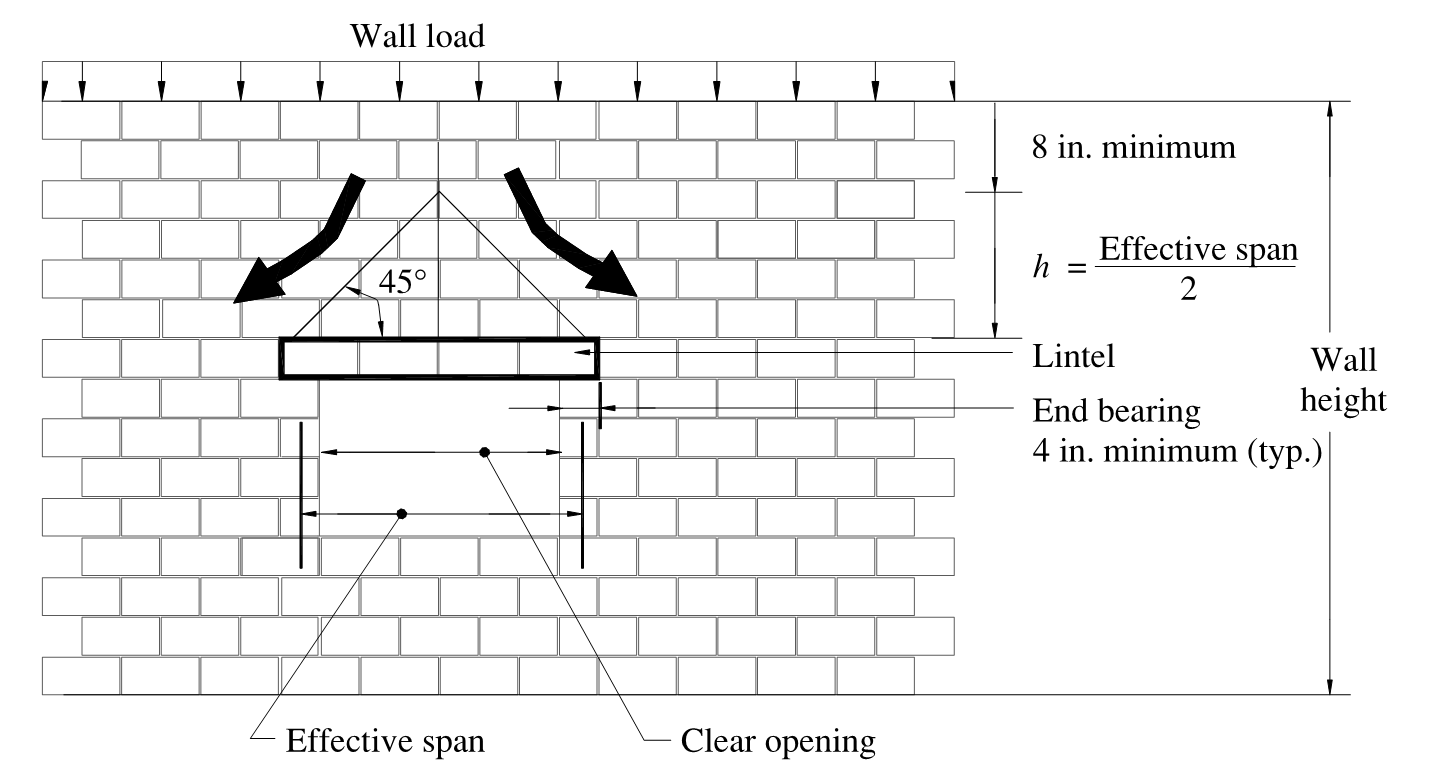 Wall load
8 in. minimum
h = Effective span
2
45°
Lintel
Wall
height
End bearing
4 in. minimum (typ.)
Effective span
Clear opening